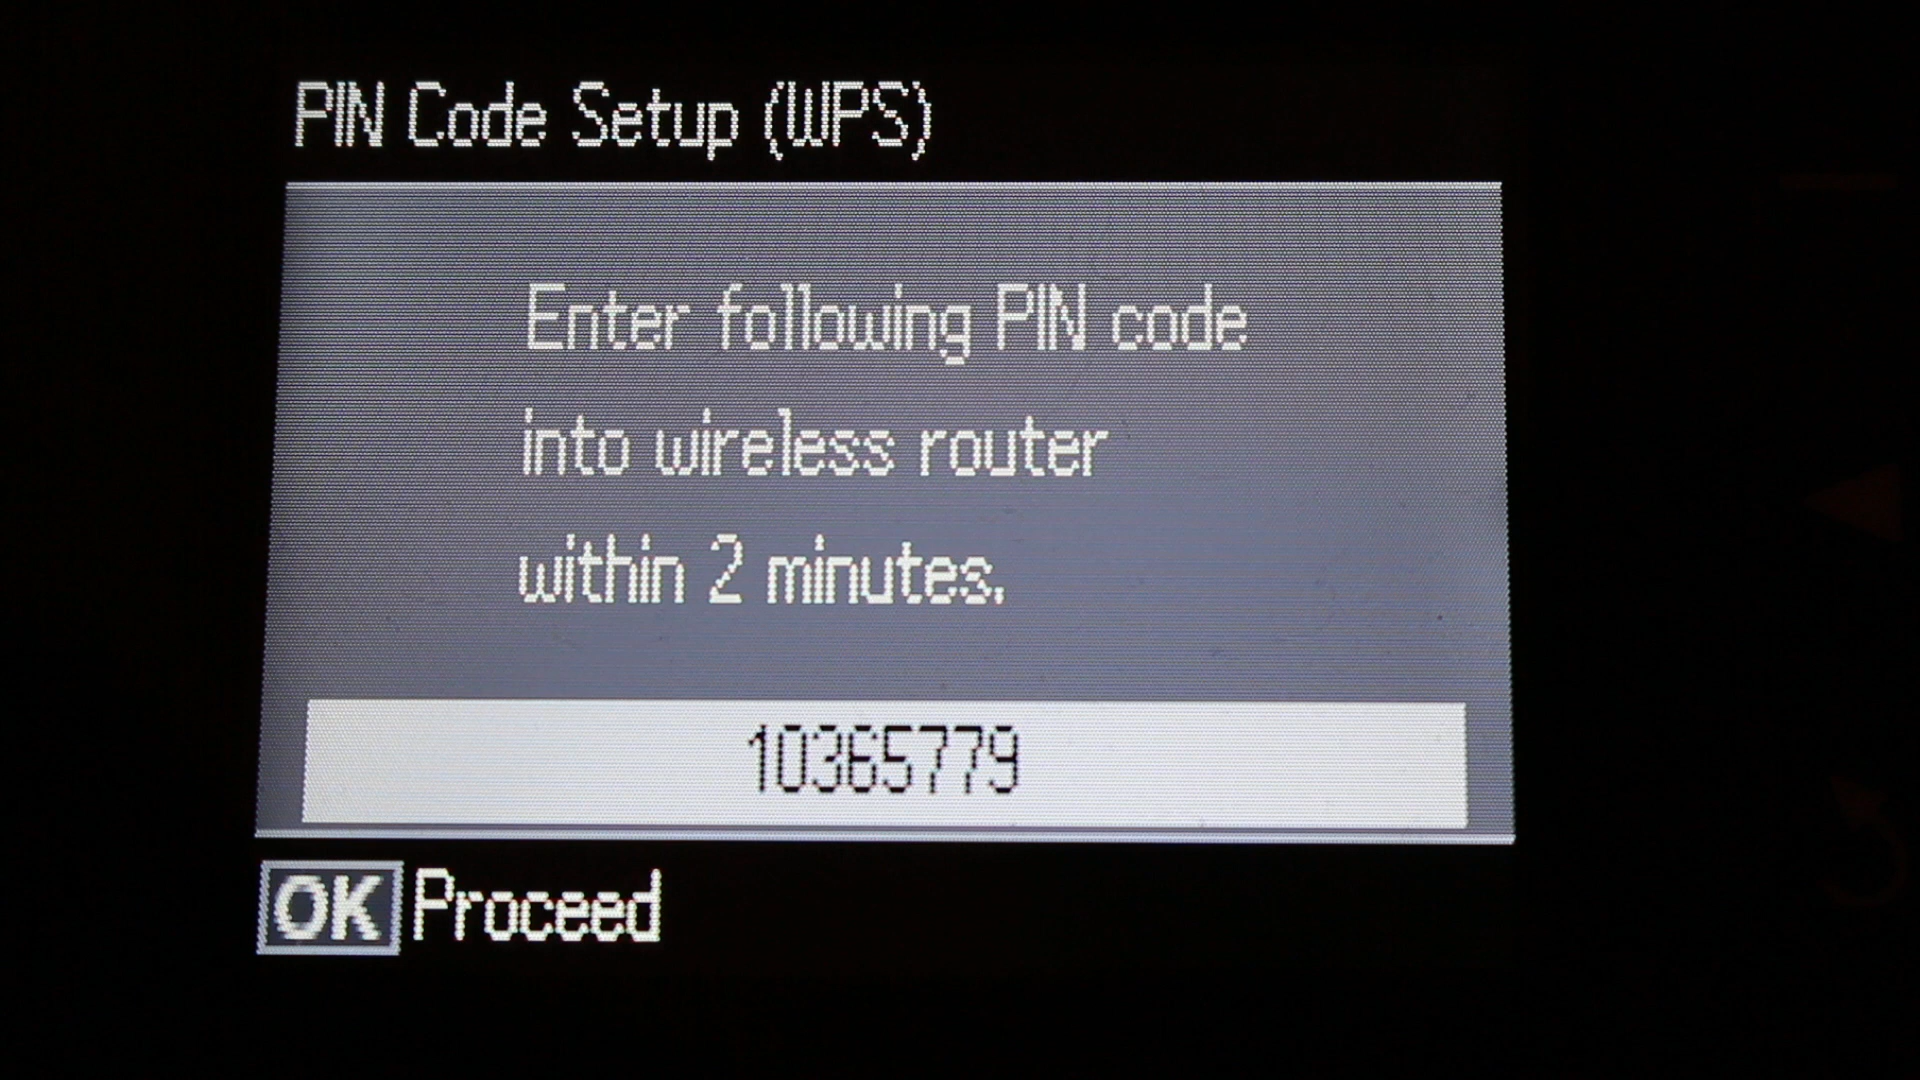 PIN Code Setup (WPS)
Enter following PIN code
into wireless router
within 2 minutes.
10365779
OK Proceed